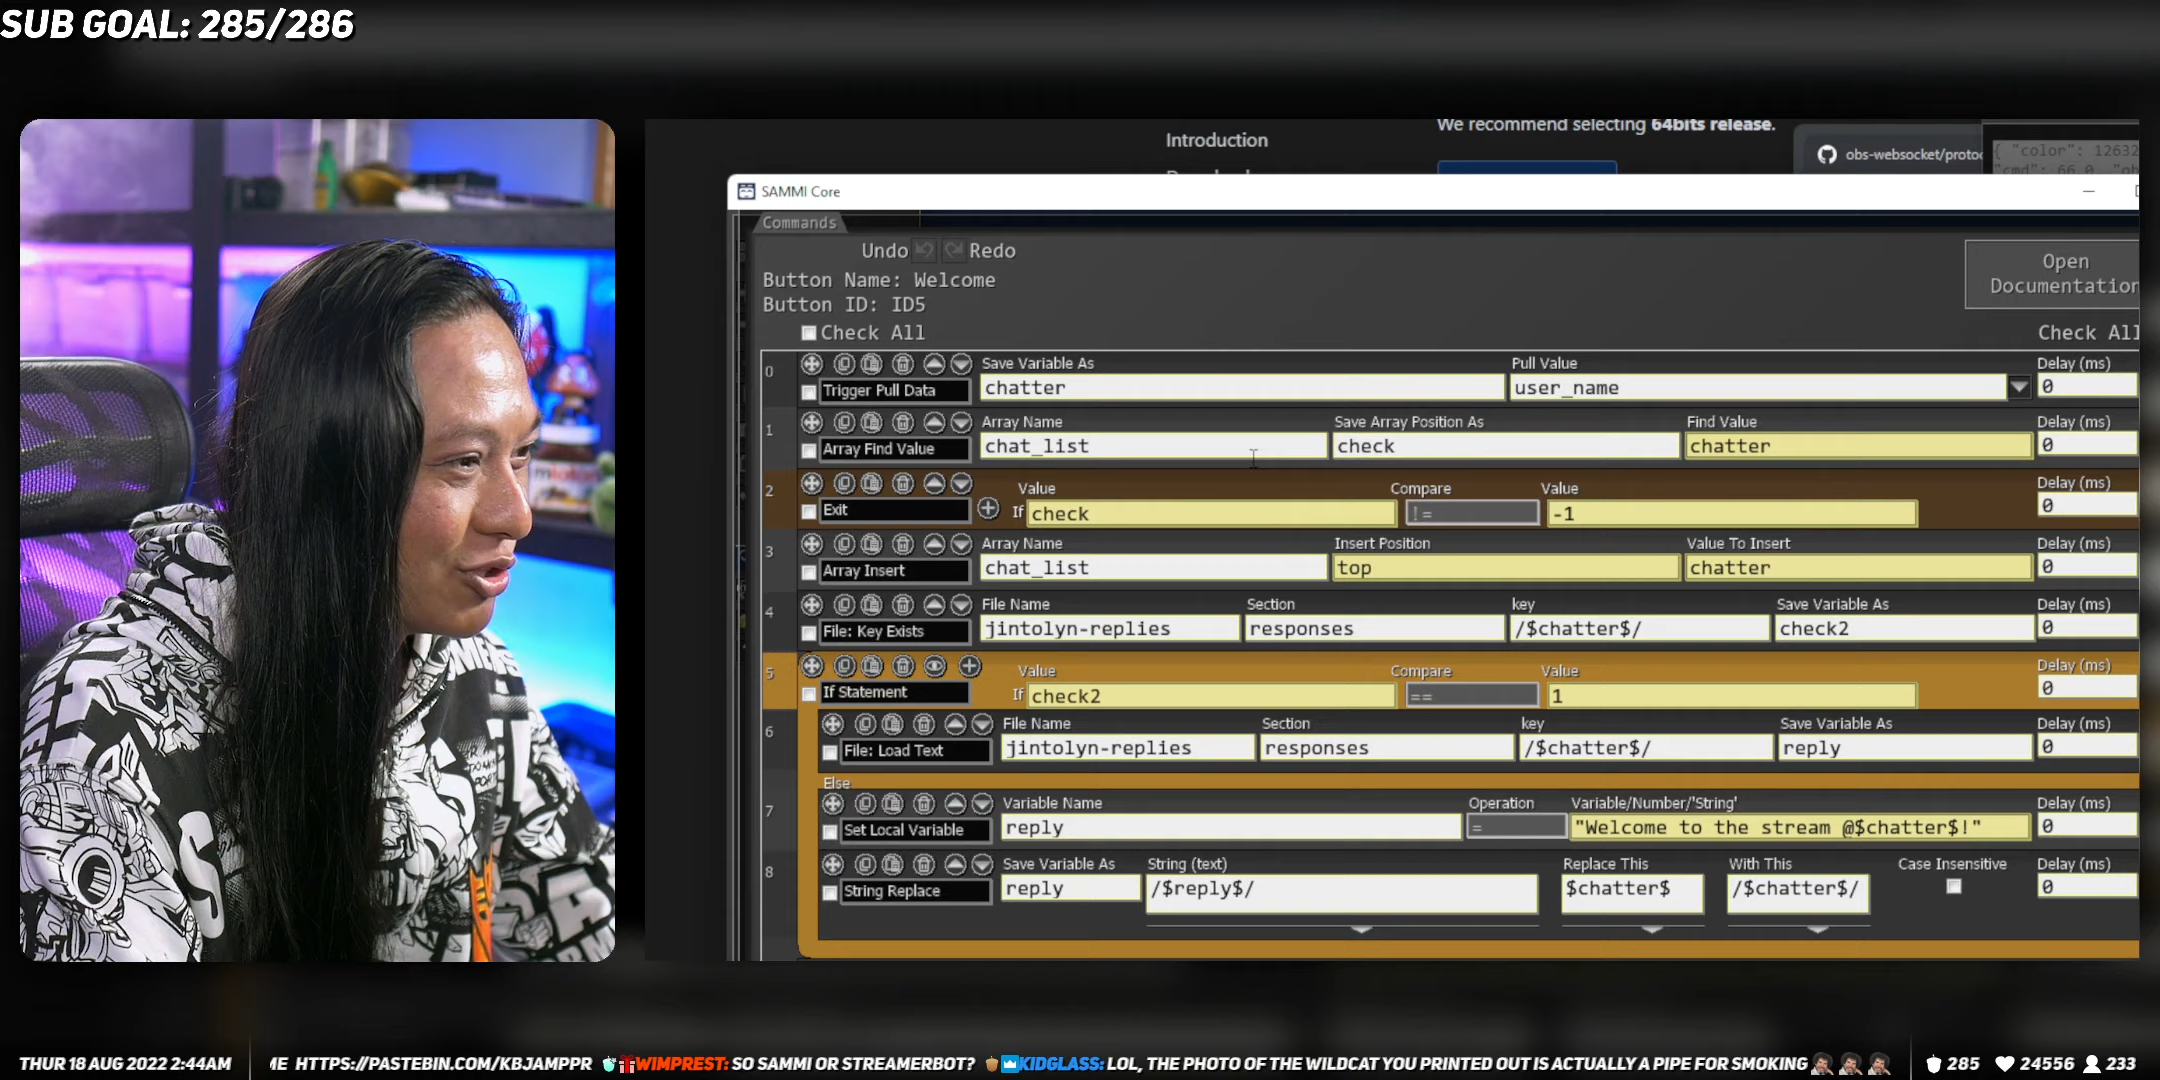 SUB GOAL: 285/286
We recommend selecting 64bits release.
Introduction
obs-websocket/protoc
{ "color": 12632
SAMMI Core
Commands
Undo Redo
Open
Documentation
Button Name: Welcome
Button ID: ID5
Check All Check All
0 Save Variable As Pull Value Delay (ms)
Trigger Pull Data chatter user_name 0
1 Array Name Save Array Position As Find Value Delay (ms)
Array Find Value chat_list check chatter 0
2 Value Compare Value Delay (ms)
Exit If check != -1 0
3 Array Name Insert Position Value To Insert Delay (ms)
Array Insert chat_list top chatter 0
4 File Name Section key Save Variable As Delay (ms)
File: Key Exists jintolyn-replies responses /$chatter$/ check2 0
5 Value Compare Value Delay (ms)
If Statement If check2 == 1 0
6 File Name Section key Save Variable As Delay (ms)
File: Load Text jintolyn-replies responses /$chatter$/ reply 0
Else
7 Variable Name Operation Variable/Number/'String' Delay (ms)
Set Local Variable reply = "Welcome to the stream @$chatter$!" 0
8 Save Variable As String (text) Replace This With This Case Insensitive Delay (ms)
String Replace reply /$reply$/ $chatter$ /$chatter$/ 0
THUR 18 AUG 2022 2:44AM ME HTTPS://PASTEBIN.COM/KBJAMPPR WIMPREST: SO SAMMI OR STREAMERBOT? KIDGLASS: LOL, THE PHOTO OF THE WILDCAT YOU PRINTED OUT IS ACTUALLY A PIPE FOR SMOKING 285 24556 233